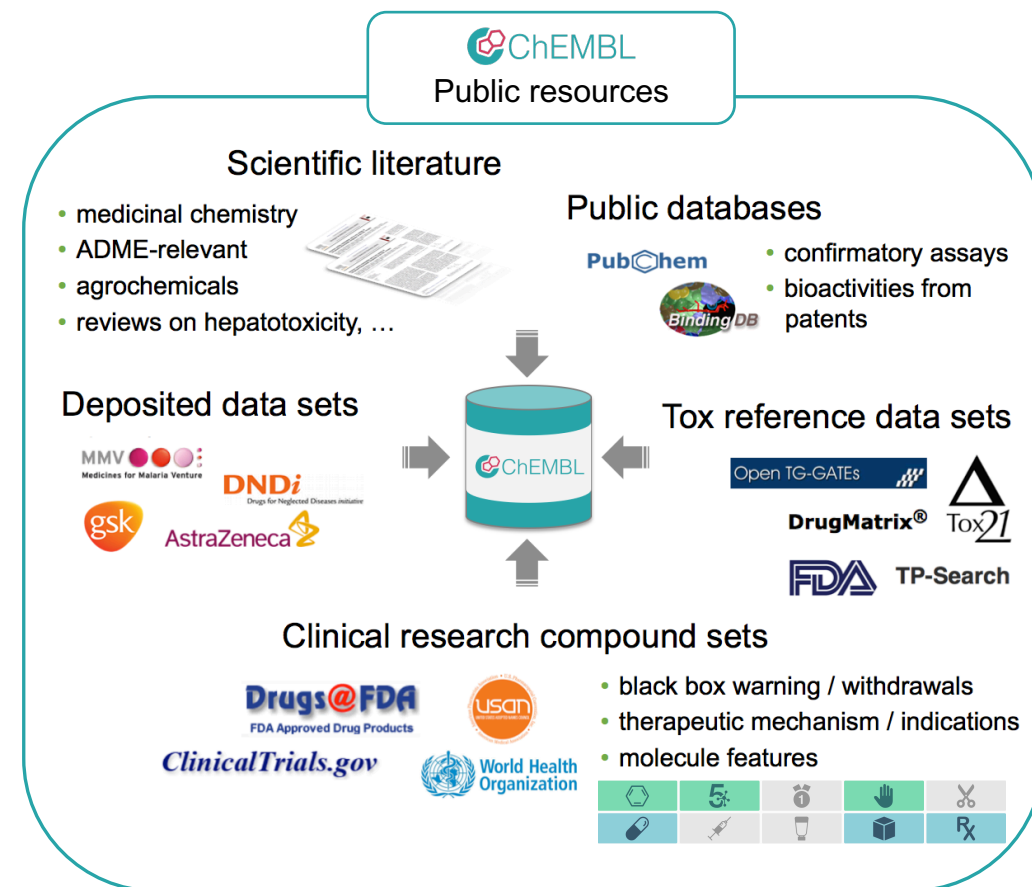 ChEMBL
Public resources
Scientific literature
• medicinal chemistry
• ADME-relevant
• agrochemicals
• reviews on hepatotoxicity, …
Public databases
PubChem
BindingDB
• confirmatory assays
• bioactivities from
patents
Deposited data sets
MMV
Medicines for Malaria Venture
DNDi
Drugs for Neglected Diseases initiative
gsk
AstraZeneca
ChEMBL
Tox reference data sets
Open TG-GATEs
DrugMatrix®
Tox21
FDA
TP-Search
Clinical research compound sets
Drugs@FDA
FDA Approved Drug Products
usan
ClinicalTrials.gov
World Health
Organization
• black box warning / withdrawals
• therapeutic mechanism / indications
• molecule features
5
1
Rx